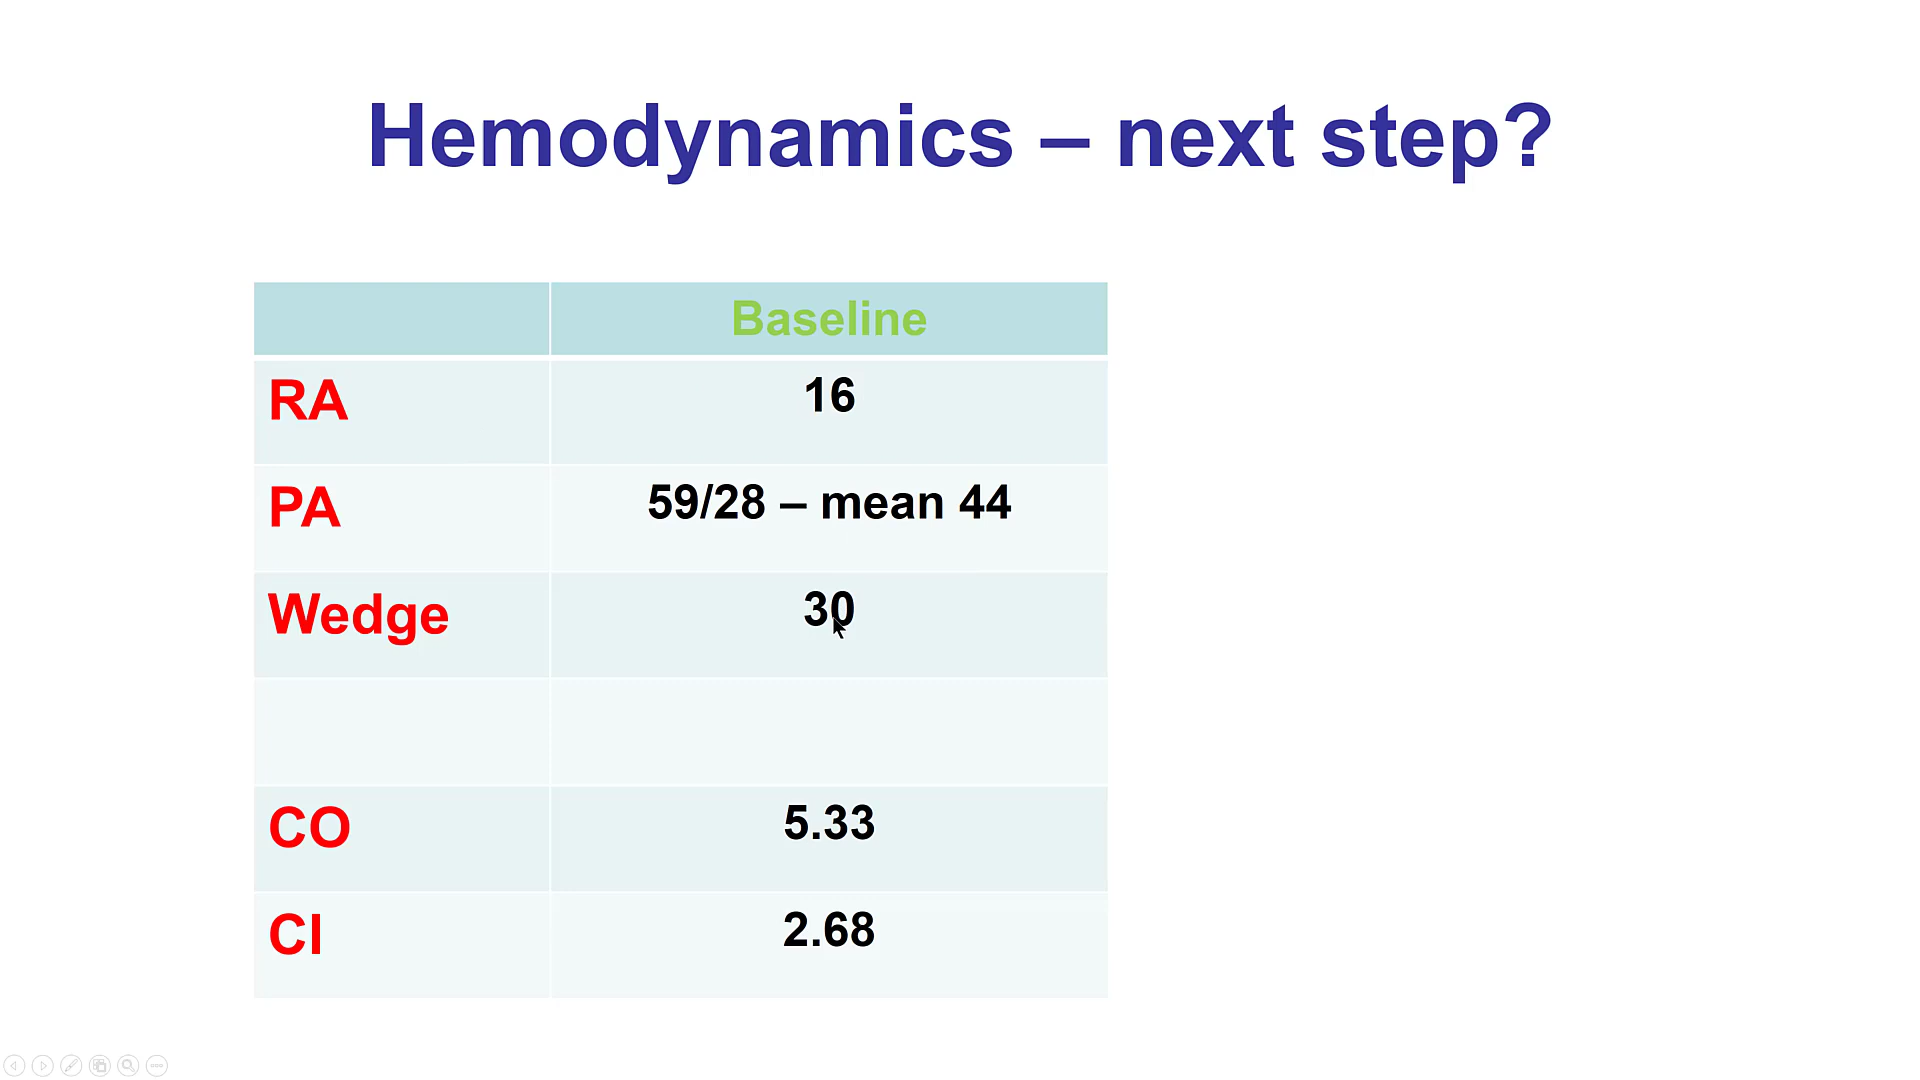 Hemodynamics – next step?
Baseline
RA 16
PA 59/28 – mean 44
Wedge 30
CO 5.33
CI 2.68